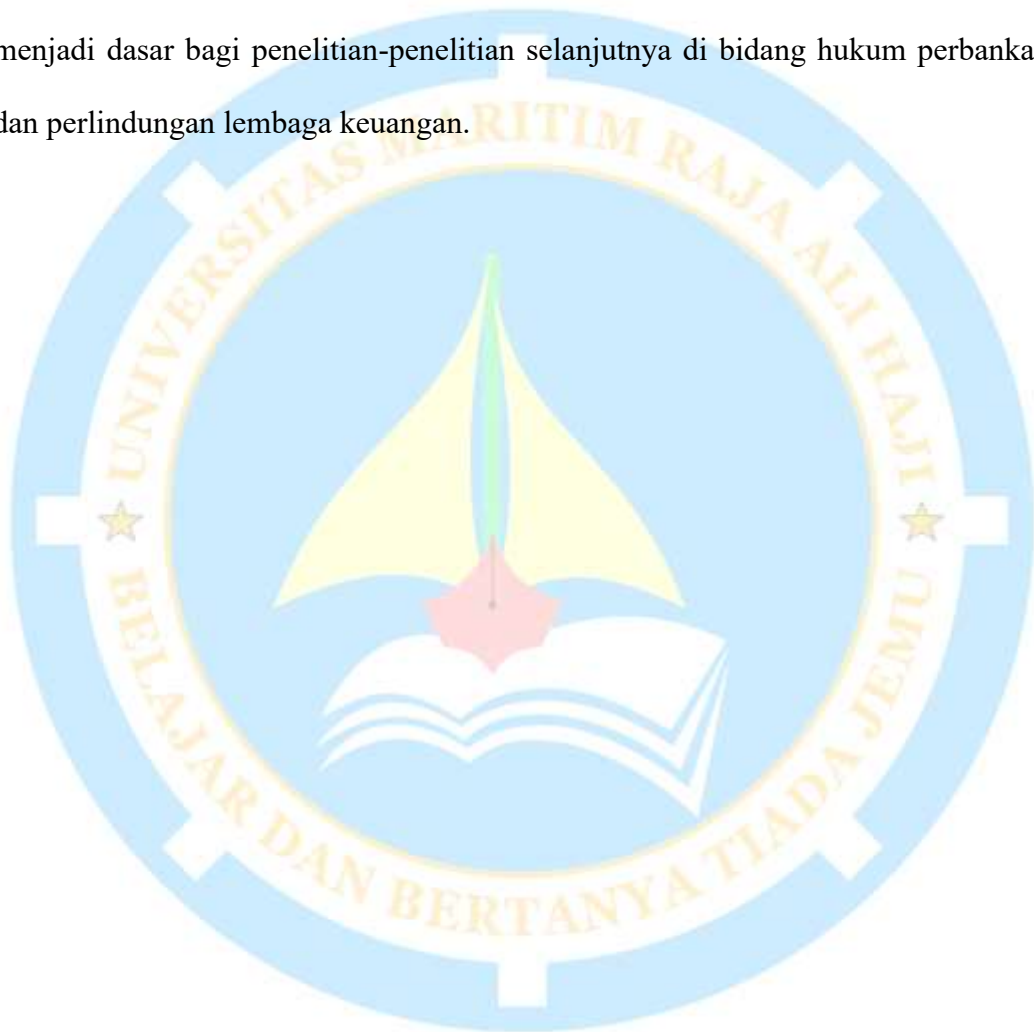 menjadi dasar bagi penelitian-penelitian selanjutnya di bidang hukum perbanka
dan perlindungan lembaga keuangan.
UNIVERSITAS MARITIM RAJA ALI HAJI
BELAJAR DAN BERTANYA TIADA JEMU